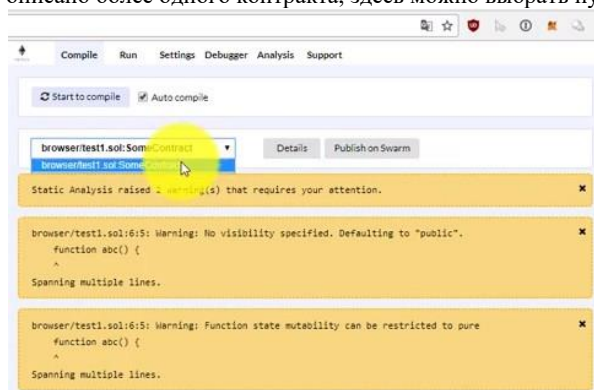 описано более одного контракта, здесь можно выбрать
Compile Run Settings Debugger Analysis Support
Start to compile Auto compile
browser/test1.sol:SomeContract Details Publish on Swarm
browser/test1.sol:SomeContract
Static Analysis raised 2 warning(s) that requires your attention.
browser/test1.sol:6:5: Warning: No visibility specified. Defaulting to "public".
function abc() {
^
Spanning multiple lines.
browser/test1.sol:6:5: Warning: Function state mutability can be restricted to pure
function abc() {
^
Spanning multiple lines.